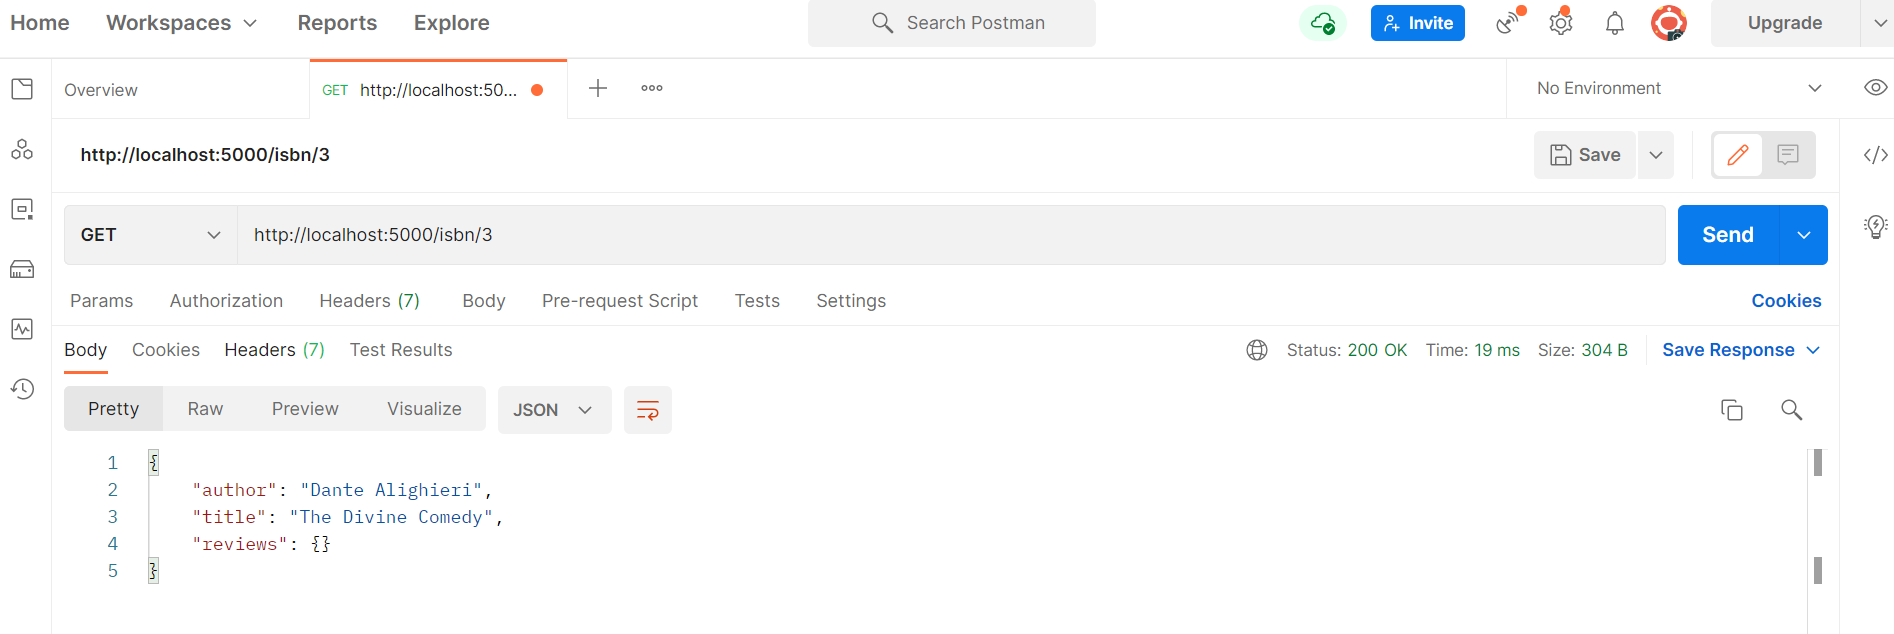 Home Workspaces Reports Explore Search Postman Invite Upgrade
Overview GET http://localhost:50... No Environment
http://localhost:5000/isbn/3 Save
GET http://localhost:5000/isbn/3 Send
Params Authorization Headers (7) Body Pre-request Script Tests Settings Cookies
Body Cookies Headers (7) Test Results Status: 200 OK Time: 19 ms Size: 304 B Save Response
Pretty Raw Preview Visualize JSON
1 {
2 "author": "Dante Alighieri",
3 "title": "The Divine Comedy",
4 "reviews": {}
5 }